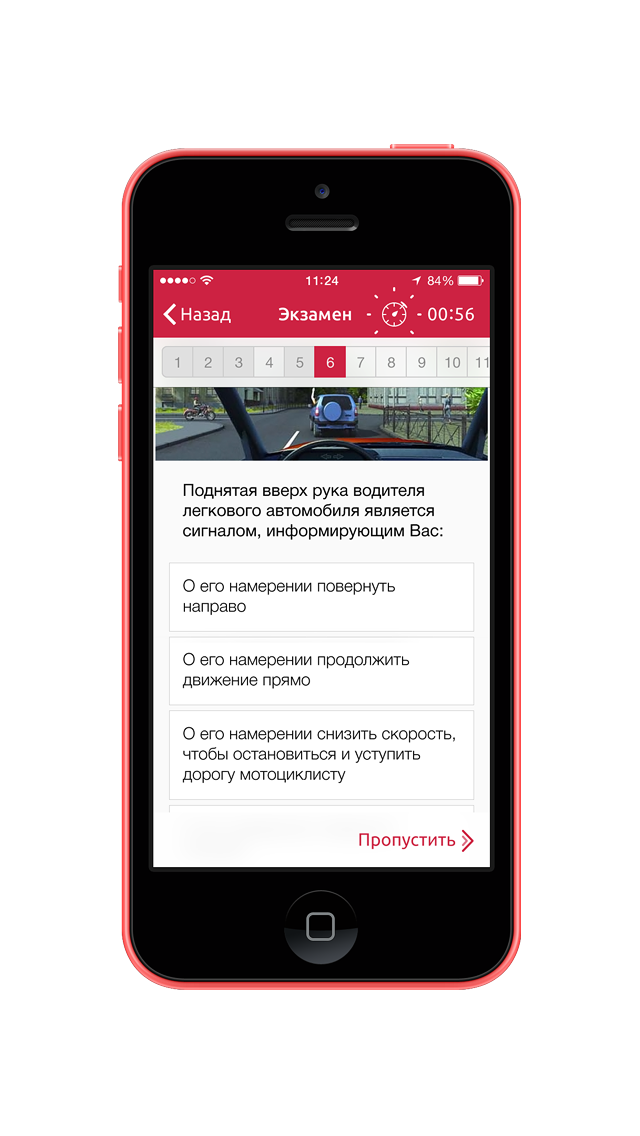 11:24
84%
Назад
Экзамен
00:56
1 2 3 4 5 6 7 8 9 10 11
Поднятая вверх рука водителя
легкового автомобиля является
сигналом, информирующим Вас:
О его намерении повернуть
направо
О его намерении продолжить
движение прямо
О его намерении снизить скорость,
чтобы остановиться и уступить
дорогу мотоциклисту
Пропустить